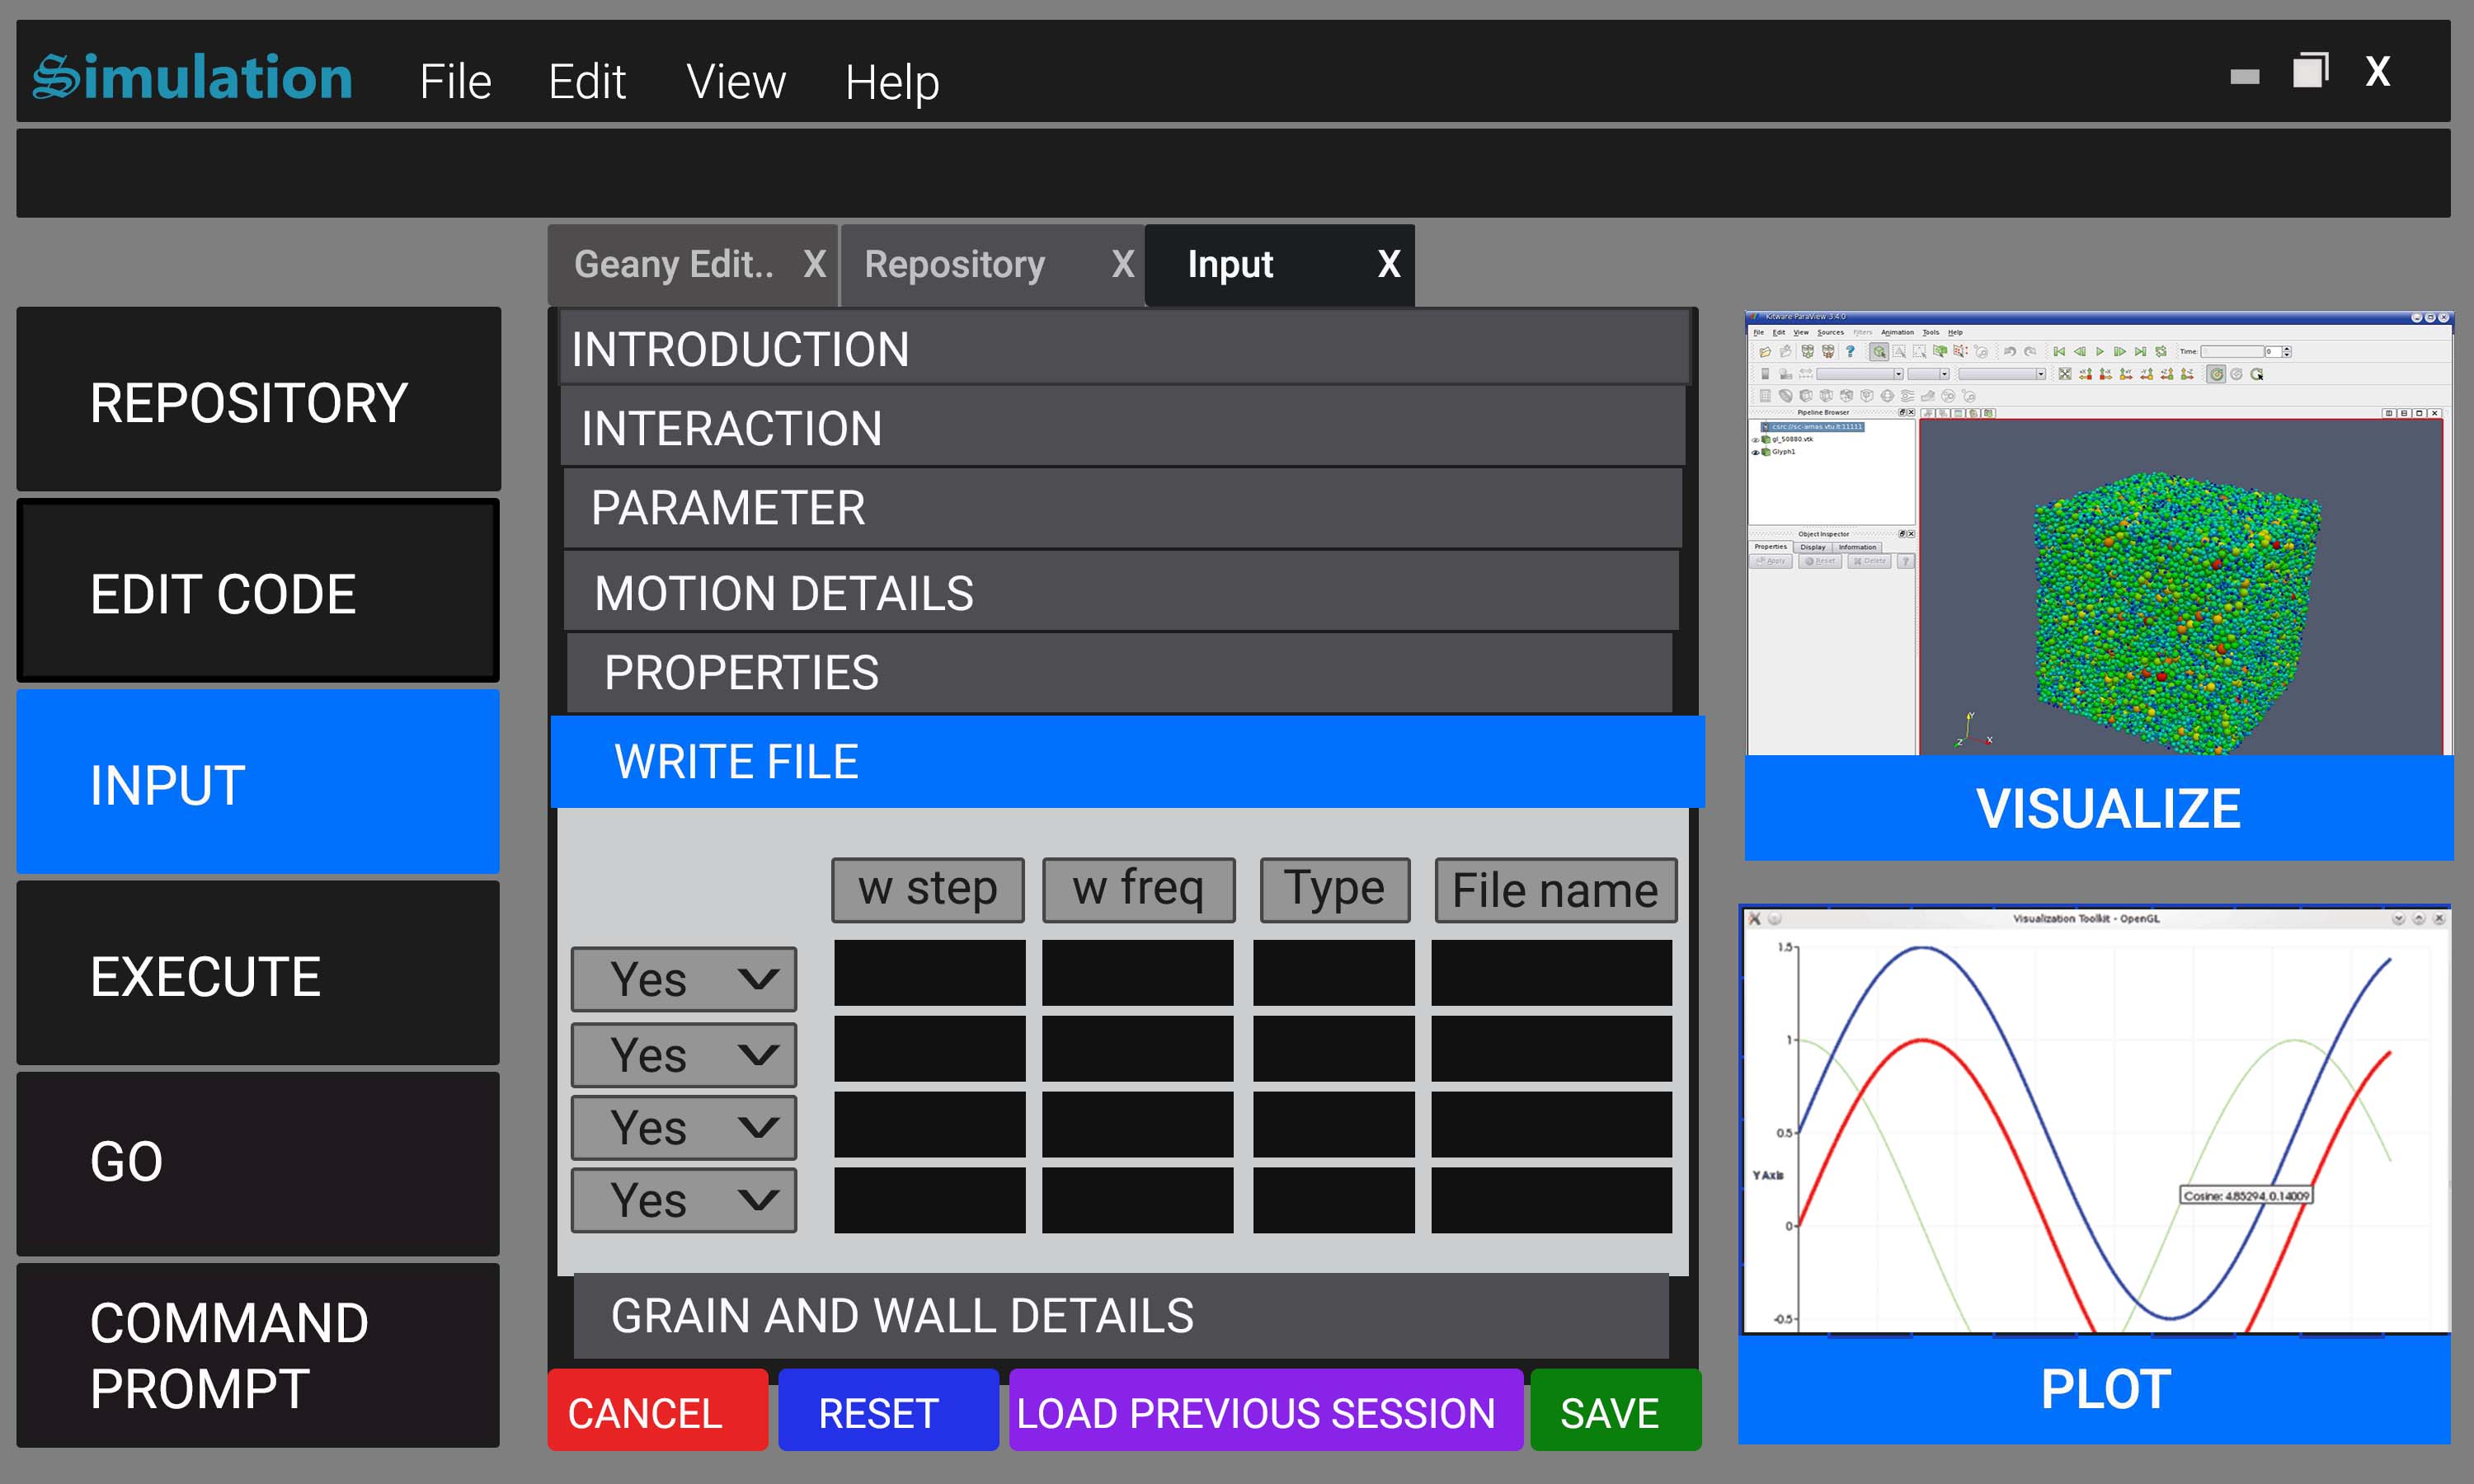 Simulation File Edit View Help X
Geany Edit.. X Repository X Input X
REPOSITORY
EDIT CODE
INPUT
EXECUTE
GO
COMMAND
PROMPT
INTRODUCTION
INTERACTION
PARAMETER
MOTION DETAILS
PROPERTIES
WRITE FILE
w step w freq Type File name
Yes
Yes
Yes
Yes
GRAIN AND WALL DETAILS
CANCEL RESET LOAD PREVIOUS SESSION SAVE
Kitware ParaView 3.4.0
File Edit View Sources Filters Animation Tools Help
Time: 0
Pipeline Browser
gl_50880.vtk
Glyph1
Object Inspector
Properties Display Information
Apply Reset Delete ?
Y
Z X
VISUALIZE
Visualization Toolkit - OpenGL
1.5
1
0.5
Y Axis
Cosine: 4.85294, 0.14009
0
-0.5
PLOT